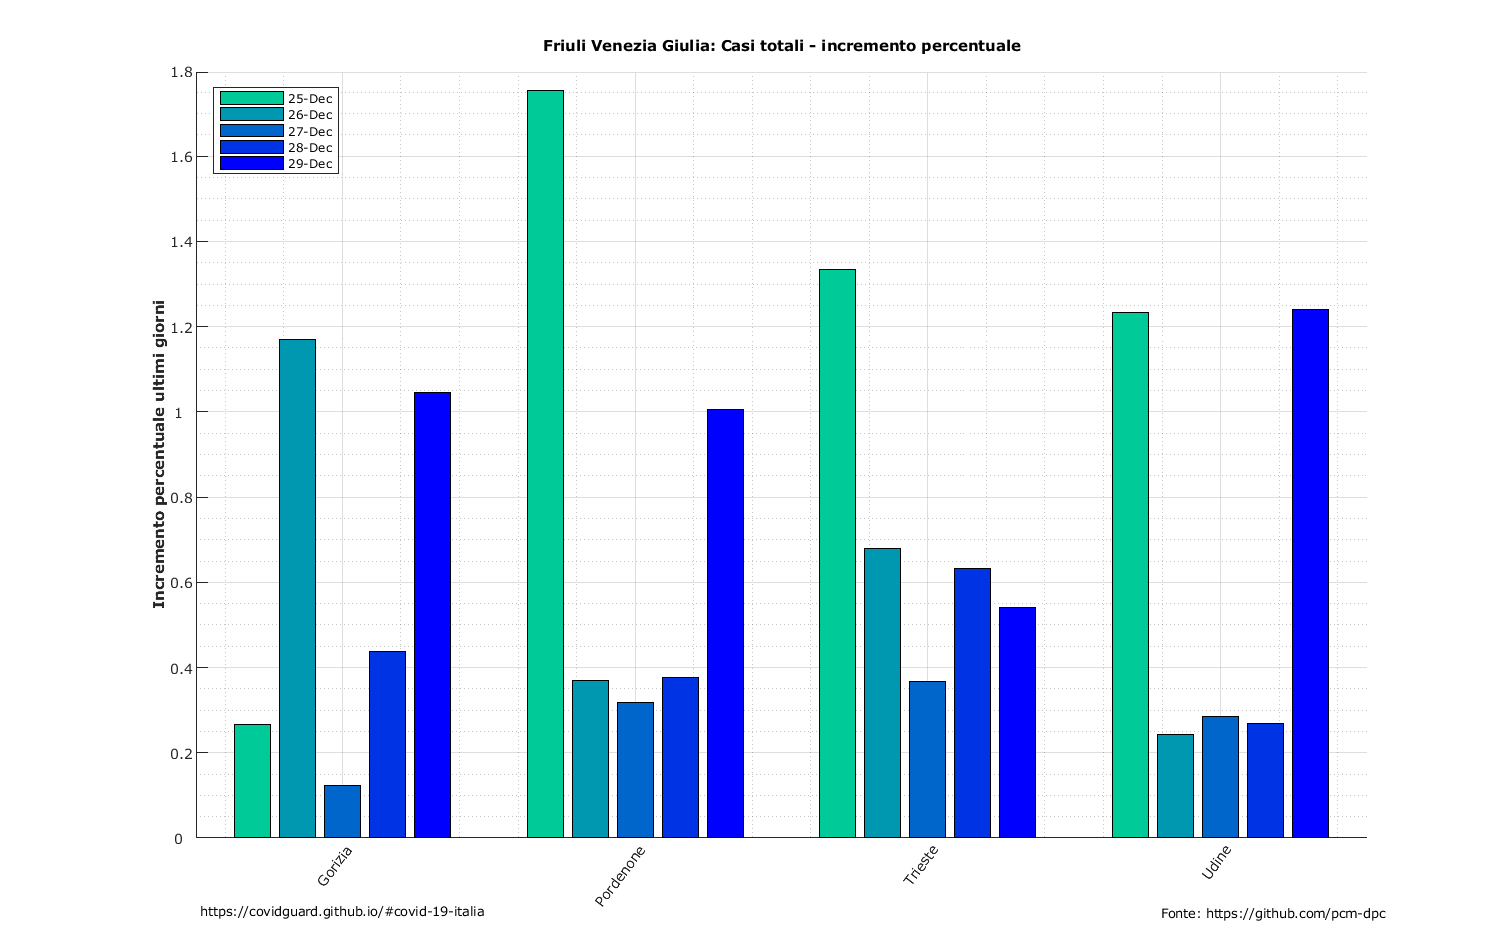 Friuli Venezia Giulia: Casi totali - incremento percentuale
1.8
1.6
1.4
1.2
1
0.8
0.6
0.4
0.2
0
Incremento percentuale ultimi giorni
25-Dec
26-Dec
27-Dec
28-Dec
29-Dec
Gorizia
Pordenone
Trieste
Udine
https://covidguard.github.io/#covid-19-italia
Fonte: https://github.com/pcm-dpc